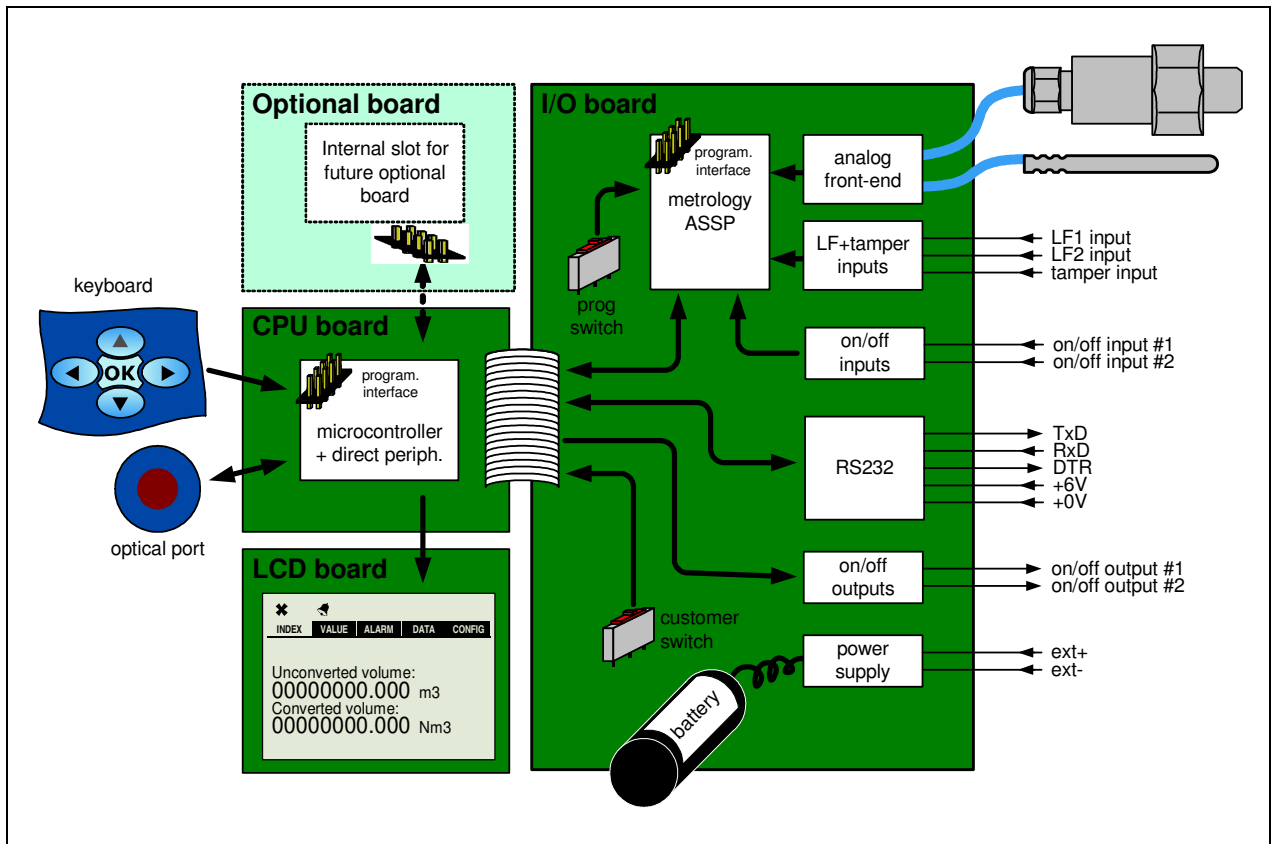 Optional board
Internal slot for
future optional
board
keyboard
OK
optical port
CPU board
program.
interface
microcontroller
+ direct periph.
LCD board
INDEX VALUE ALARM DATA CONFIG
Unconverted volume:
00000000.000 m3
Converted volume:
00000000.000 Nm3
I/O board
program.
interface
metrology
ASSP
prog
switch
analog
front-end
LF+tamper
inputs
LF1 input
LF2 input
tamper input
on/off
inputs
on/off input #1
on/off input #2
RS232
TxD
RxD
DTR
+6V
+0V
on/off
outputs
on/off output #1
on/off output #2
customer
switch
power
supply
ext+
ext-
battery